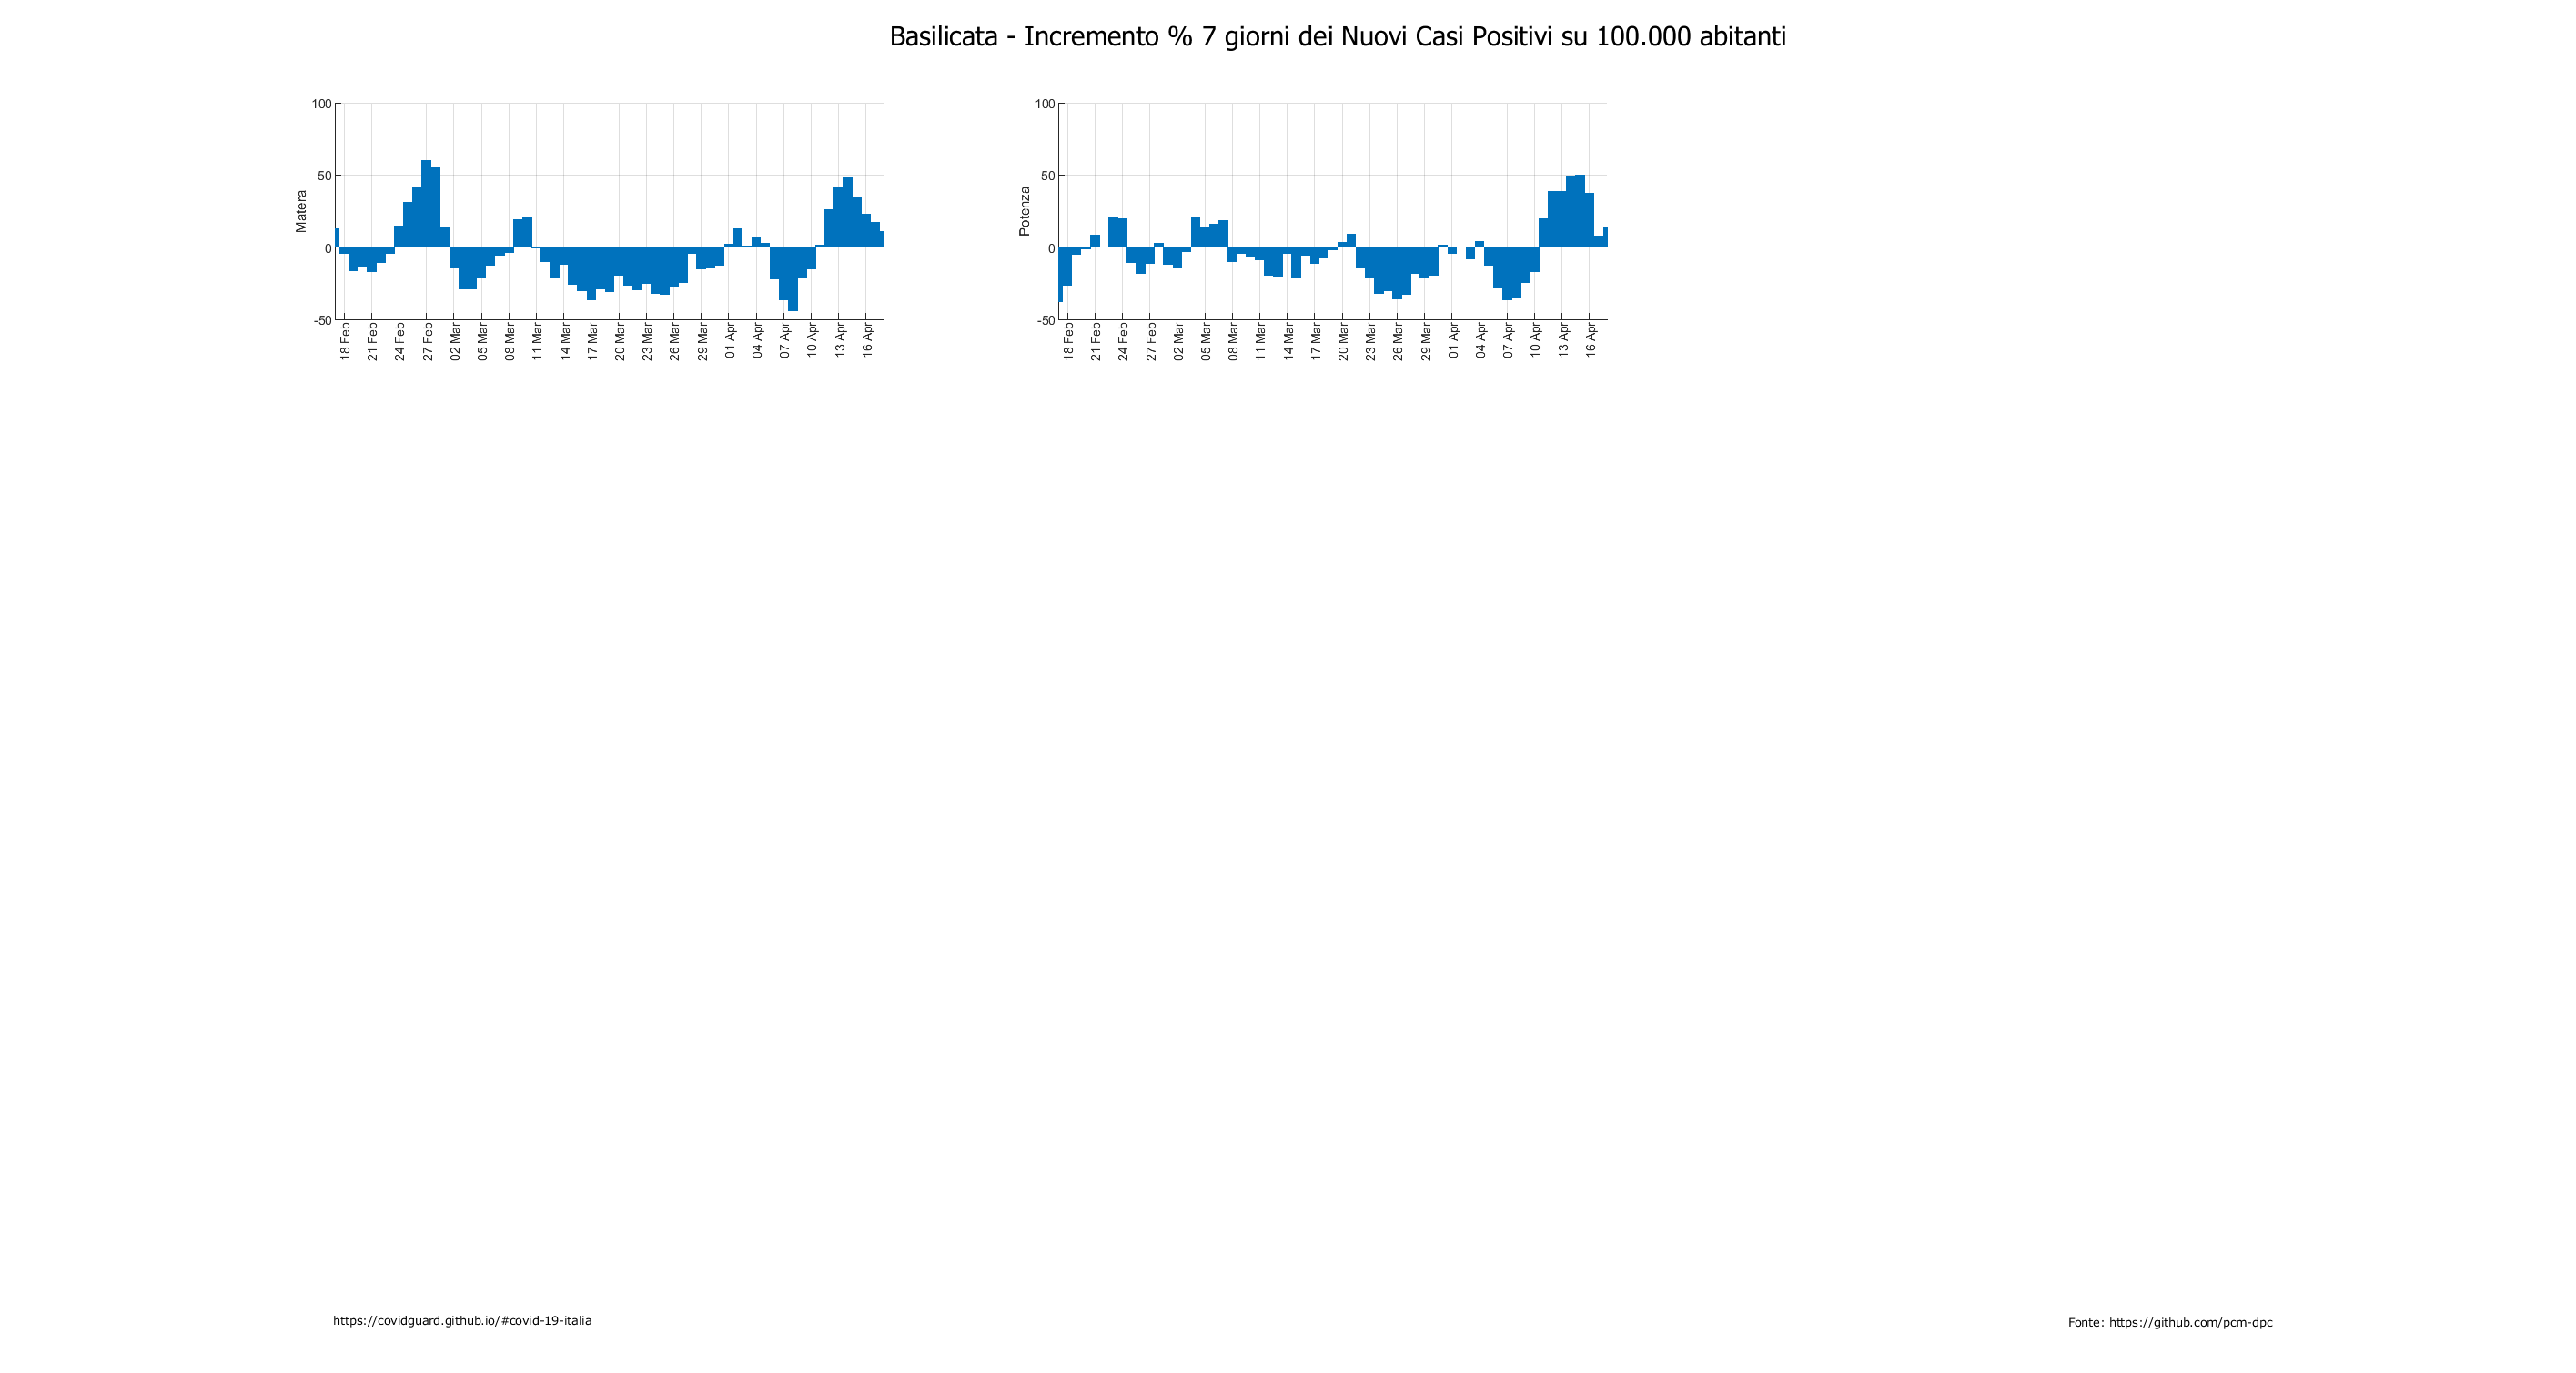 Basilicata - Incremento % 7 giorni dei Nuovi Casi Positivi su 100.000 abitanti
Matera
100
50
0
-50
18 Feb
21 Feb
24 Feb
27 Feb
02 Mar
05 Mar
08 Mar
11 Mar
14 Mar
17 Mar
20 Mar
23 Mar
26 Mar
29 Mar
01 Apr
04 Apr
07 Apr
10 Apr
13 Apr
16 Apr
Potenza
100
50
0
-50
18 Feb
21 Feb
24 Feb
27 Feb
02 Mar
05 Mar
08 Mar
11 Mar
14 Mar
17 Mar
20 Mar
23 Mar
26 Mar
29 Mar
01 Apr
04 Apr
07 Apr
10 Apr
13 Apr
16 Apr
https://covidguard.github.io/#covid-19-italia
Fonte: https://github.com/pcm-dpc